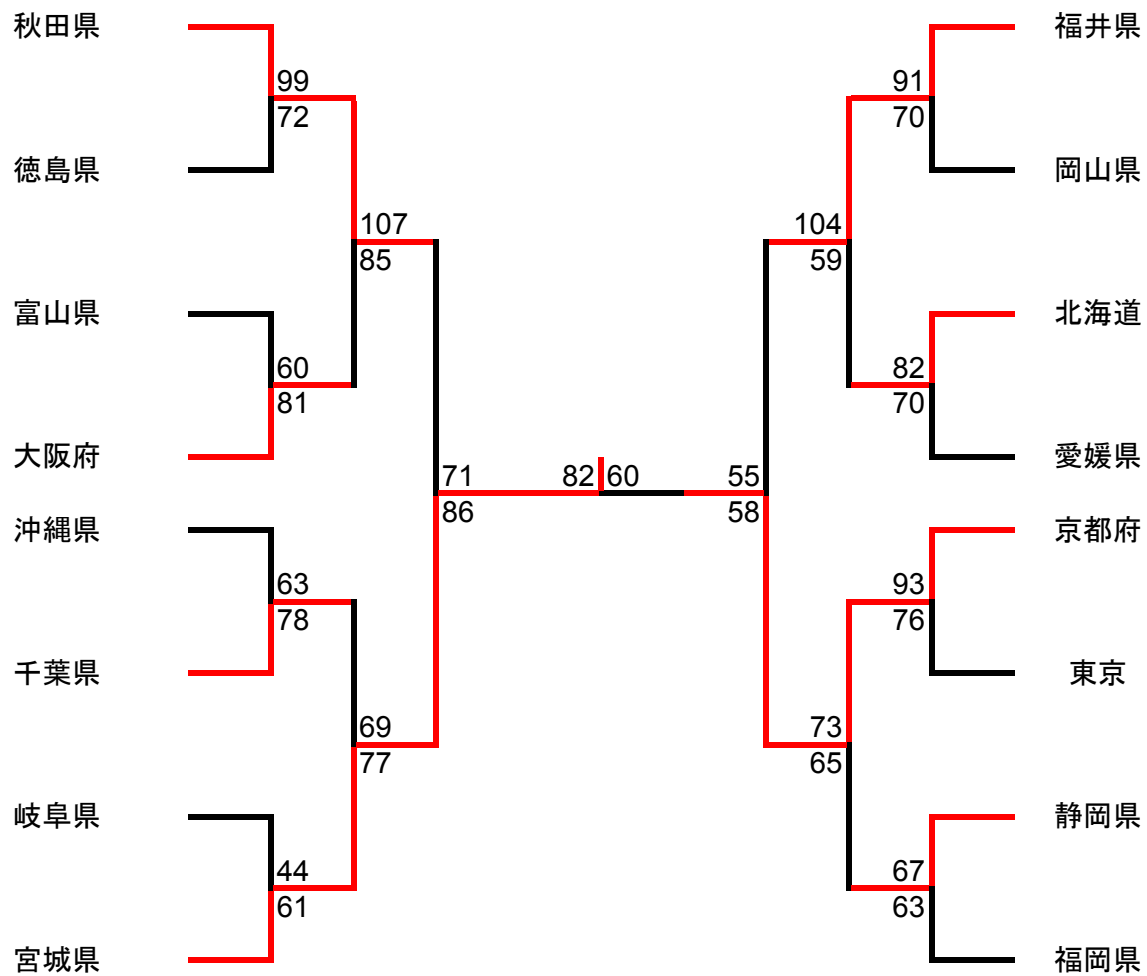 秋田県
福井県
99
91
72
70
徳島県
岡山県
107
104
85
59
富山県
北海道
60
82
81
70
大阪府
愛媛県
71
82 60
55
86
58
沖縄県
京都府
63
93
78
76
千葉県
東京
69
73
77
65
岐阜県
静岡県
44
67
61
63
宮城県
福岡県